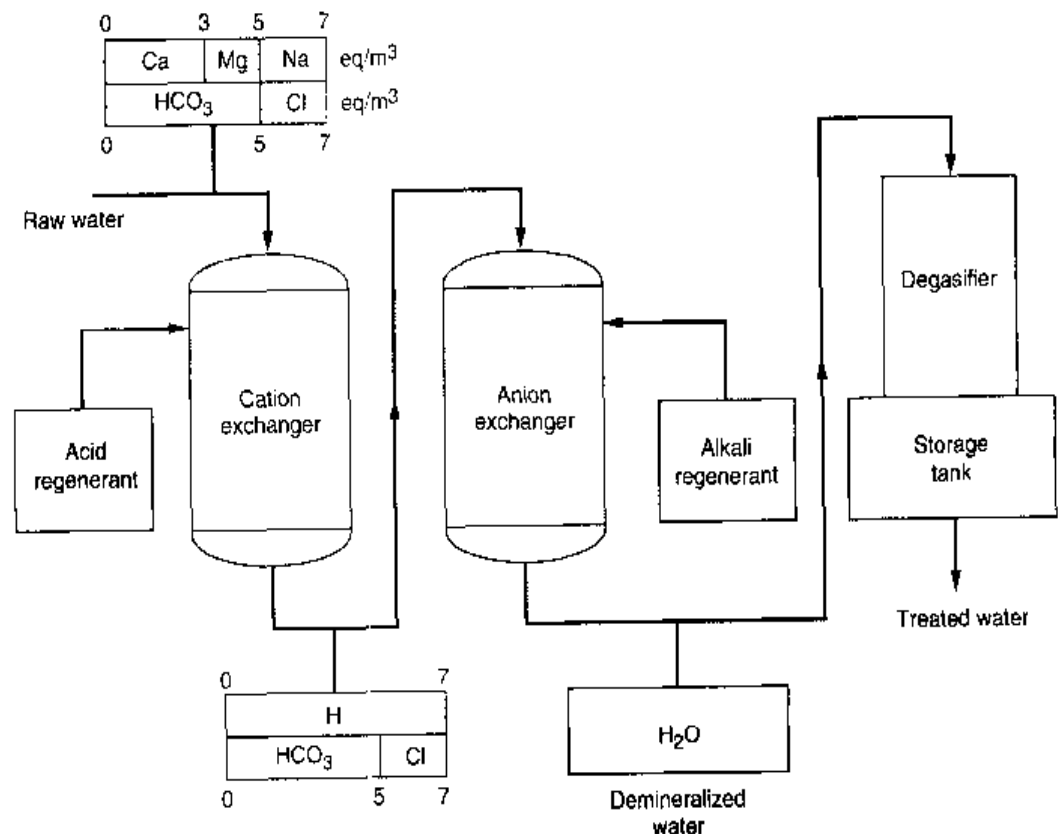 0 3 5 7
Ca Mg Na eq/m³
HCO₃ Cl eq/m³
0 5 7
Raw water
Cation
exchanger
Acid
regenerant
Anion
exchanger
Alkali
regenerant
Degasifier
Storage
tank
Treated water
0 7
H
HCO₃ Cl
0 5 7
H₂O
Demineralized
water